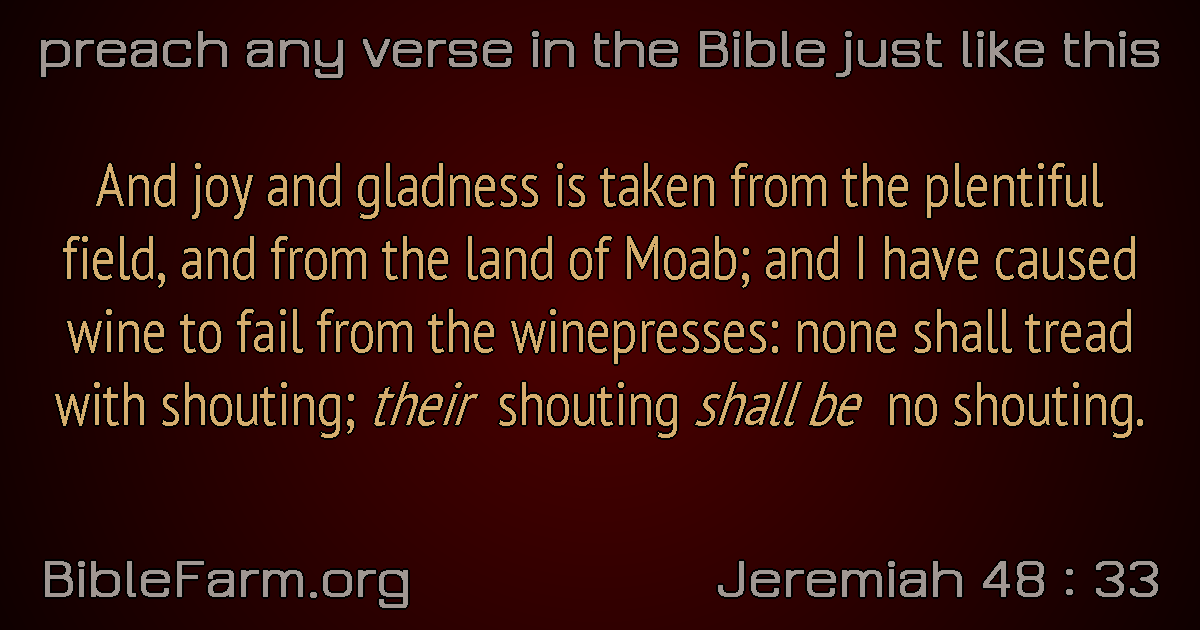 preach any verse in the Bible just like this
And joy and gladness is taken from the plentiful
field, and from the land of Moab; and I have caused
wine to fail from the winepresses: none shall tread
with shouting; their shouting shall be no shouting.
BibleFarm.org
Jeremiah 48 : 33